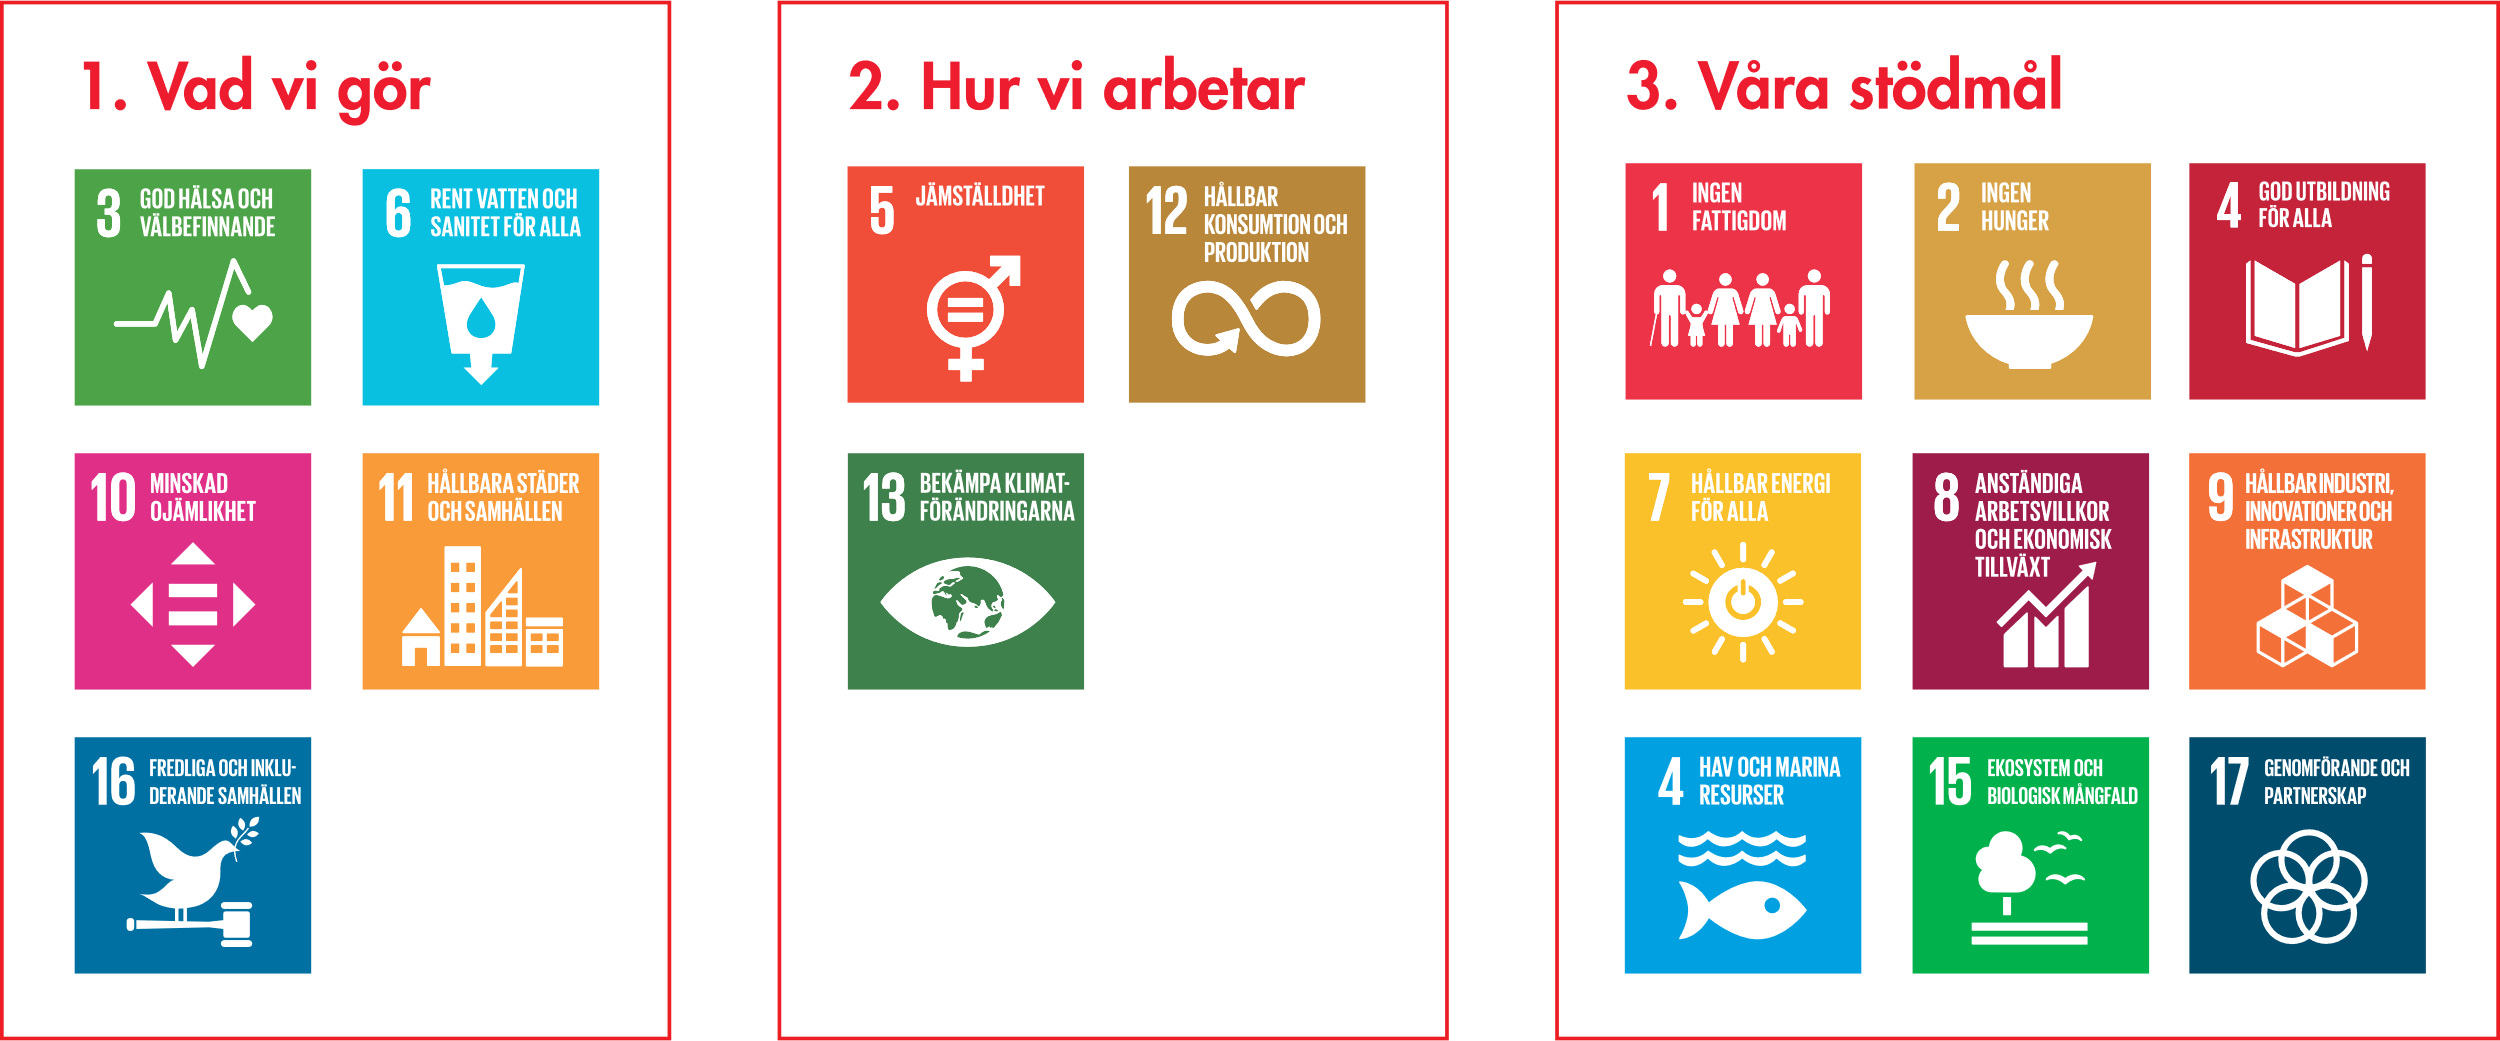 1. Vad vi gör
3 GOD HÄLSA OCH
VÄLBEFINNANDE
6 RENT VATTEN OCH
SANITET FÖR ALLA
10 MINSKAD
OJÄMLIKHET
11 HÅLLBARA STÄDER
OCH SAMHÄLLEN
16 FREDLIGA OCH INKLU-
DERANDE SAMHÄLLEN
2. Hur vi arbetar
5 JÄMSTÄLLDHET
12 HÅLLBAR
KONSUMTION OCH
PRODUKTION
13 BEKÄMPA KLIMAT-
FÖRÄNDRINGARNA
3. Våra stödmål
1 INGEN
FATTIGDOM
2 INGEN
HUNGER
4 GOD UTBILDNING
FÖR ALLA
7 HÅLLBAR ENERGI
FÖR ALLA
8 ANSTÄNDIGA
ARBETSVILLKOR
OCH EKONOMISK
TILLVÄXT
9 HÅLLBAR INDUSTRI,
INNOVATIONER OCH
INFRASTRUKTUR
4 HAV OCH MARINA
RESURSER
15 EKOSYSTEM OCH
BIOLOGISK MÅNGFALD
17 GENOMFÖRANDE OCH
PARTNERSKAP